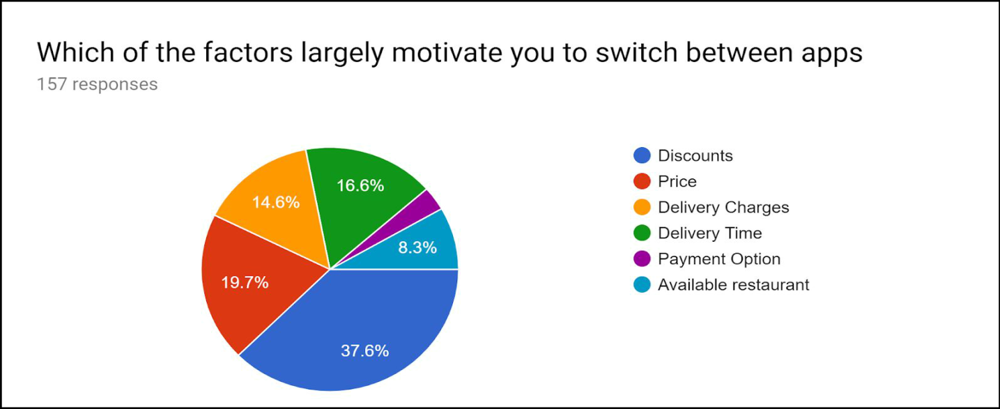 Which of the factors largely motivate you to switch between apps
157 responses
16.6%
14.6%
8.3%
19.7%
37.6%
Discounts
Price
Delivery Charges
Delivery Time
Payment Option
Available restaurant